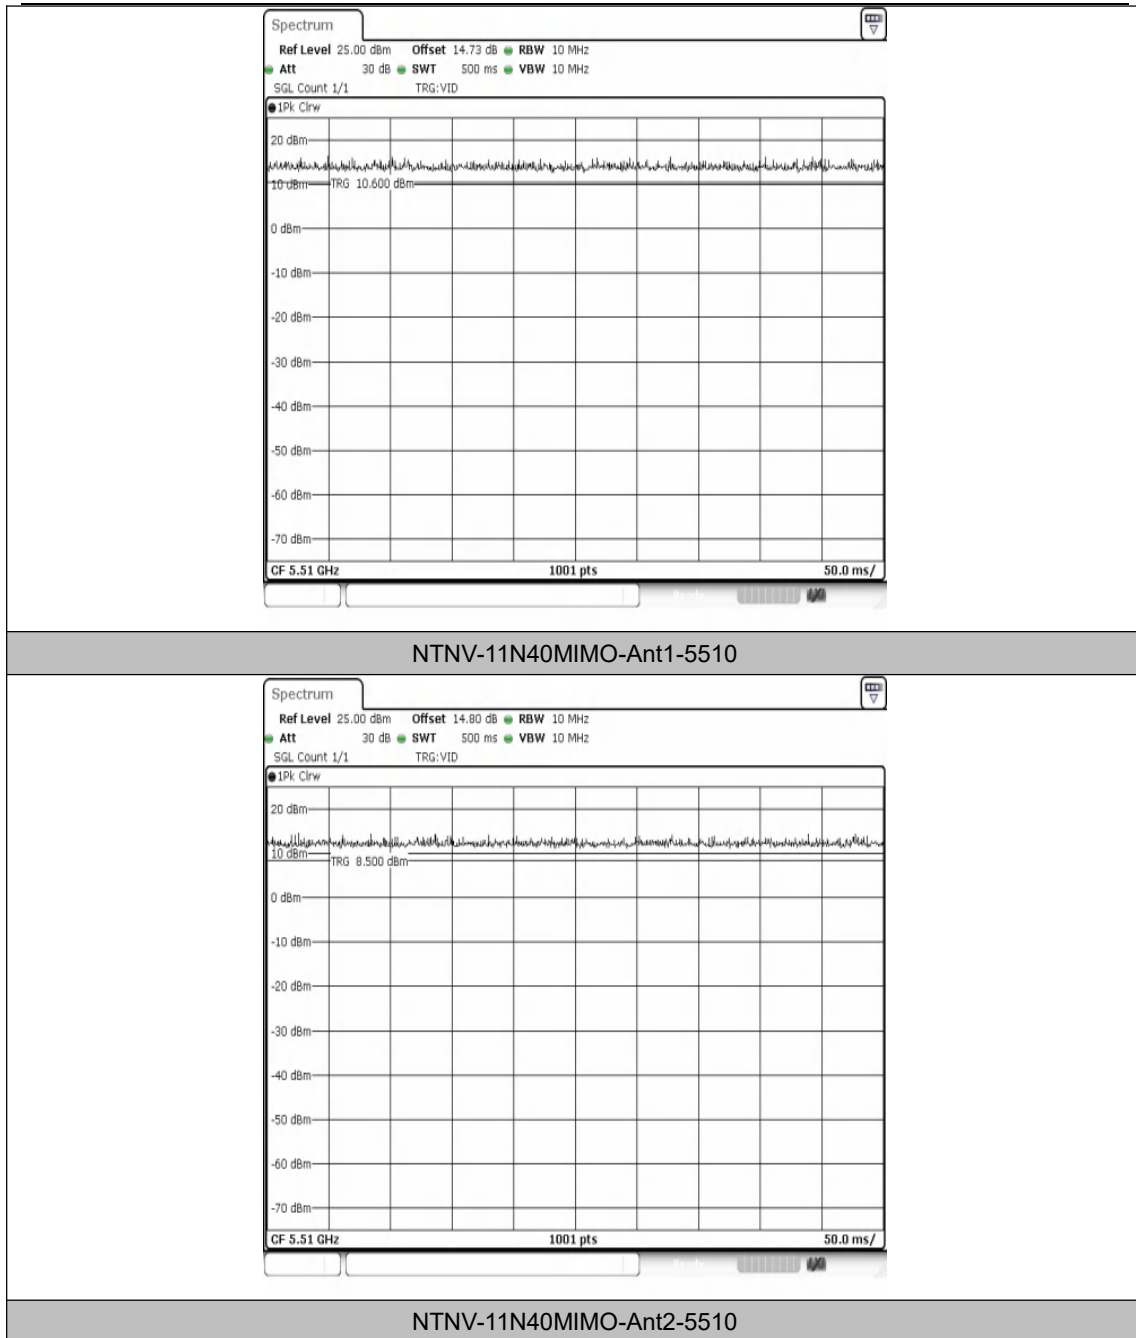 Spectrum
Ref Level 25.00 dBm Offset 14.73 dB RBW 10 MHz
Att 30 dB SWT 500 ms VBW 10 MHz
SGL Count 1/1 TRG:VID
1Pk Clrw
20 dBm
10 dBm TRG 10.600 dBm
0 dBm
-10 dBm
-20 dBm
-30 dBm
-40 dBm
-50 dBm
-60 dBm
-70 dBm
CF 5.51 GHz 1001 pts 50.0 ms/
NTNV-11N40MIMO-Ant1-5510
Spectrum
Ref Level 25.00 dBm Offset 14.80 dB RBW 10 MHz
Att 30 dB SWT 500 ms VBW 10 MHz
SGL Count 1/1 TRG:VID
1Pk Clrw
20 dBm
10 dBm
TRG 8.500 dBm
0 dBm
-10 dBm
-20 dBm
-30 dBm
-40 dBm
-50 dBm
-60 dBm
-70 dBm
CF 5.51 GHz 1001 pts 50.0 ms/
NTNV-11N40MIMO-Ant2-5510